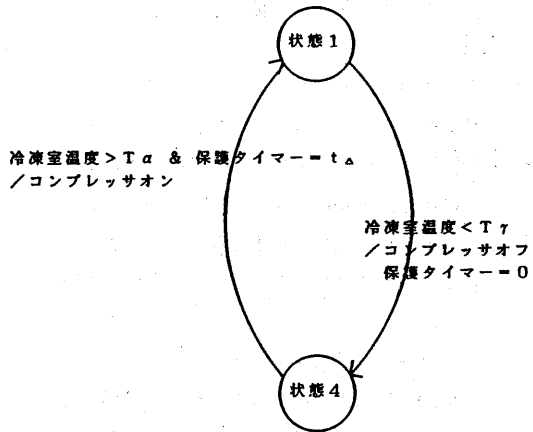 状態1
冷凍室温度>Tα & 保護タイマー=t△
/コンプレッサオン
冷凍室温度<Tγ
/コンプレッサオフ
保護タイマー=0
状態4